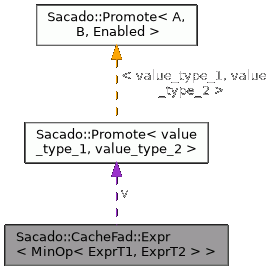 Sacado::Promote< A,
B, Enabled >
< value_type_1, value
_type_2 >
Sacado::Promote< value
_type_1, value_type_2 >
v
Sacado::CacheFad::Expr
< MinOp< ExprT1, ExprT2 > >